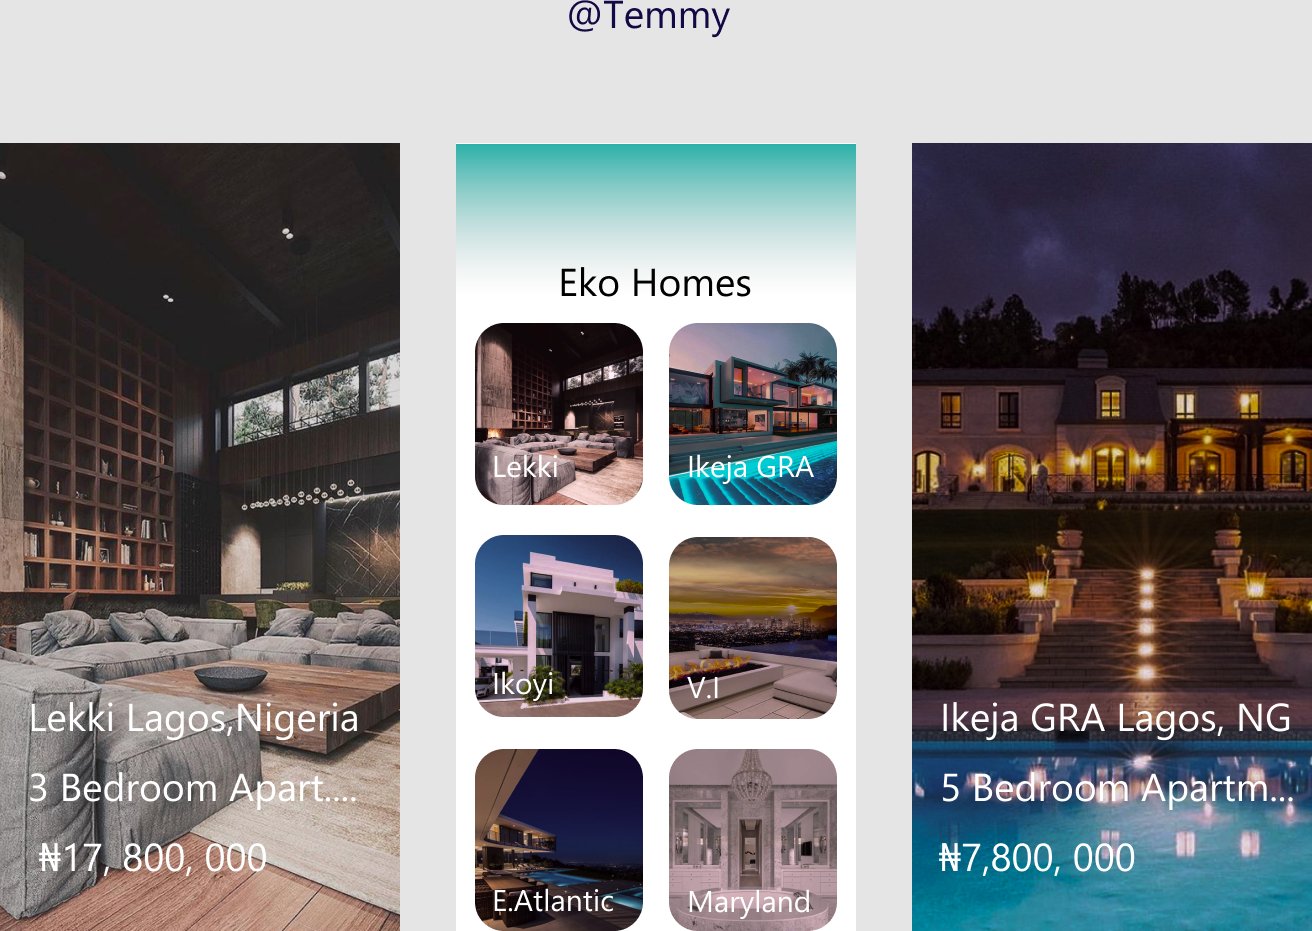 @Temmy
Lekki Lagos,Nigeria
3 Bedroom Apart....
₦17, 800, 000
Eko Homes
Lekki
Ikeja GRA
Ikoyi
V.I
E.Atlantic
Maryland
Ikeja GRA Lagos, NG
5 Bedroom Apartm...
₦7,800, 000